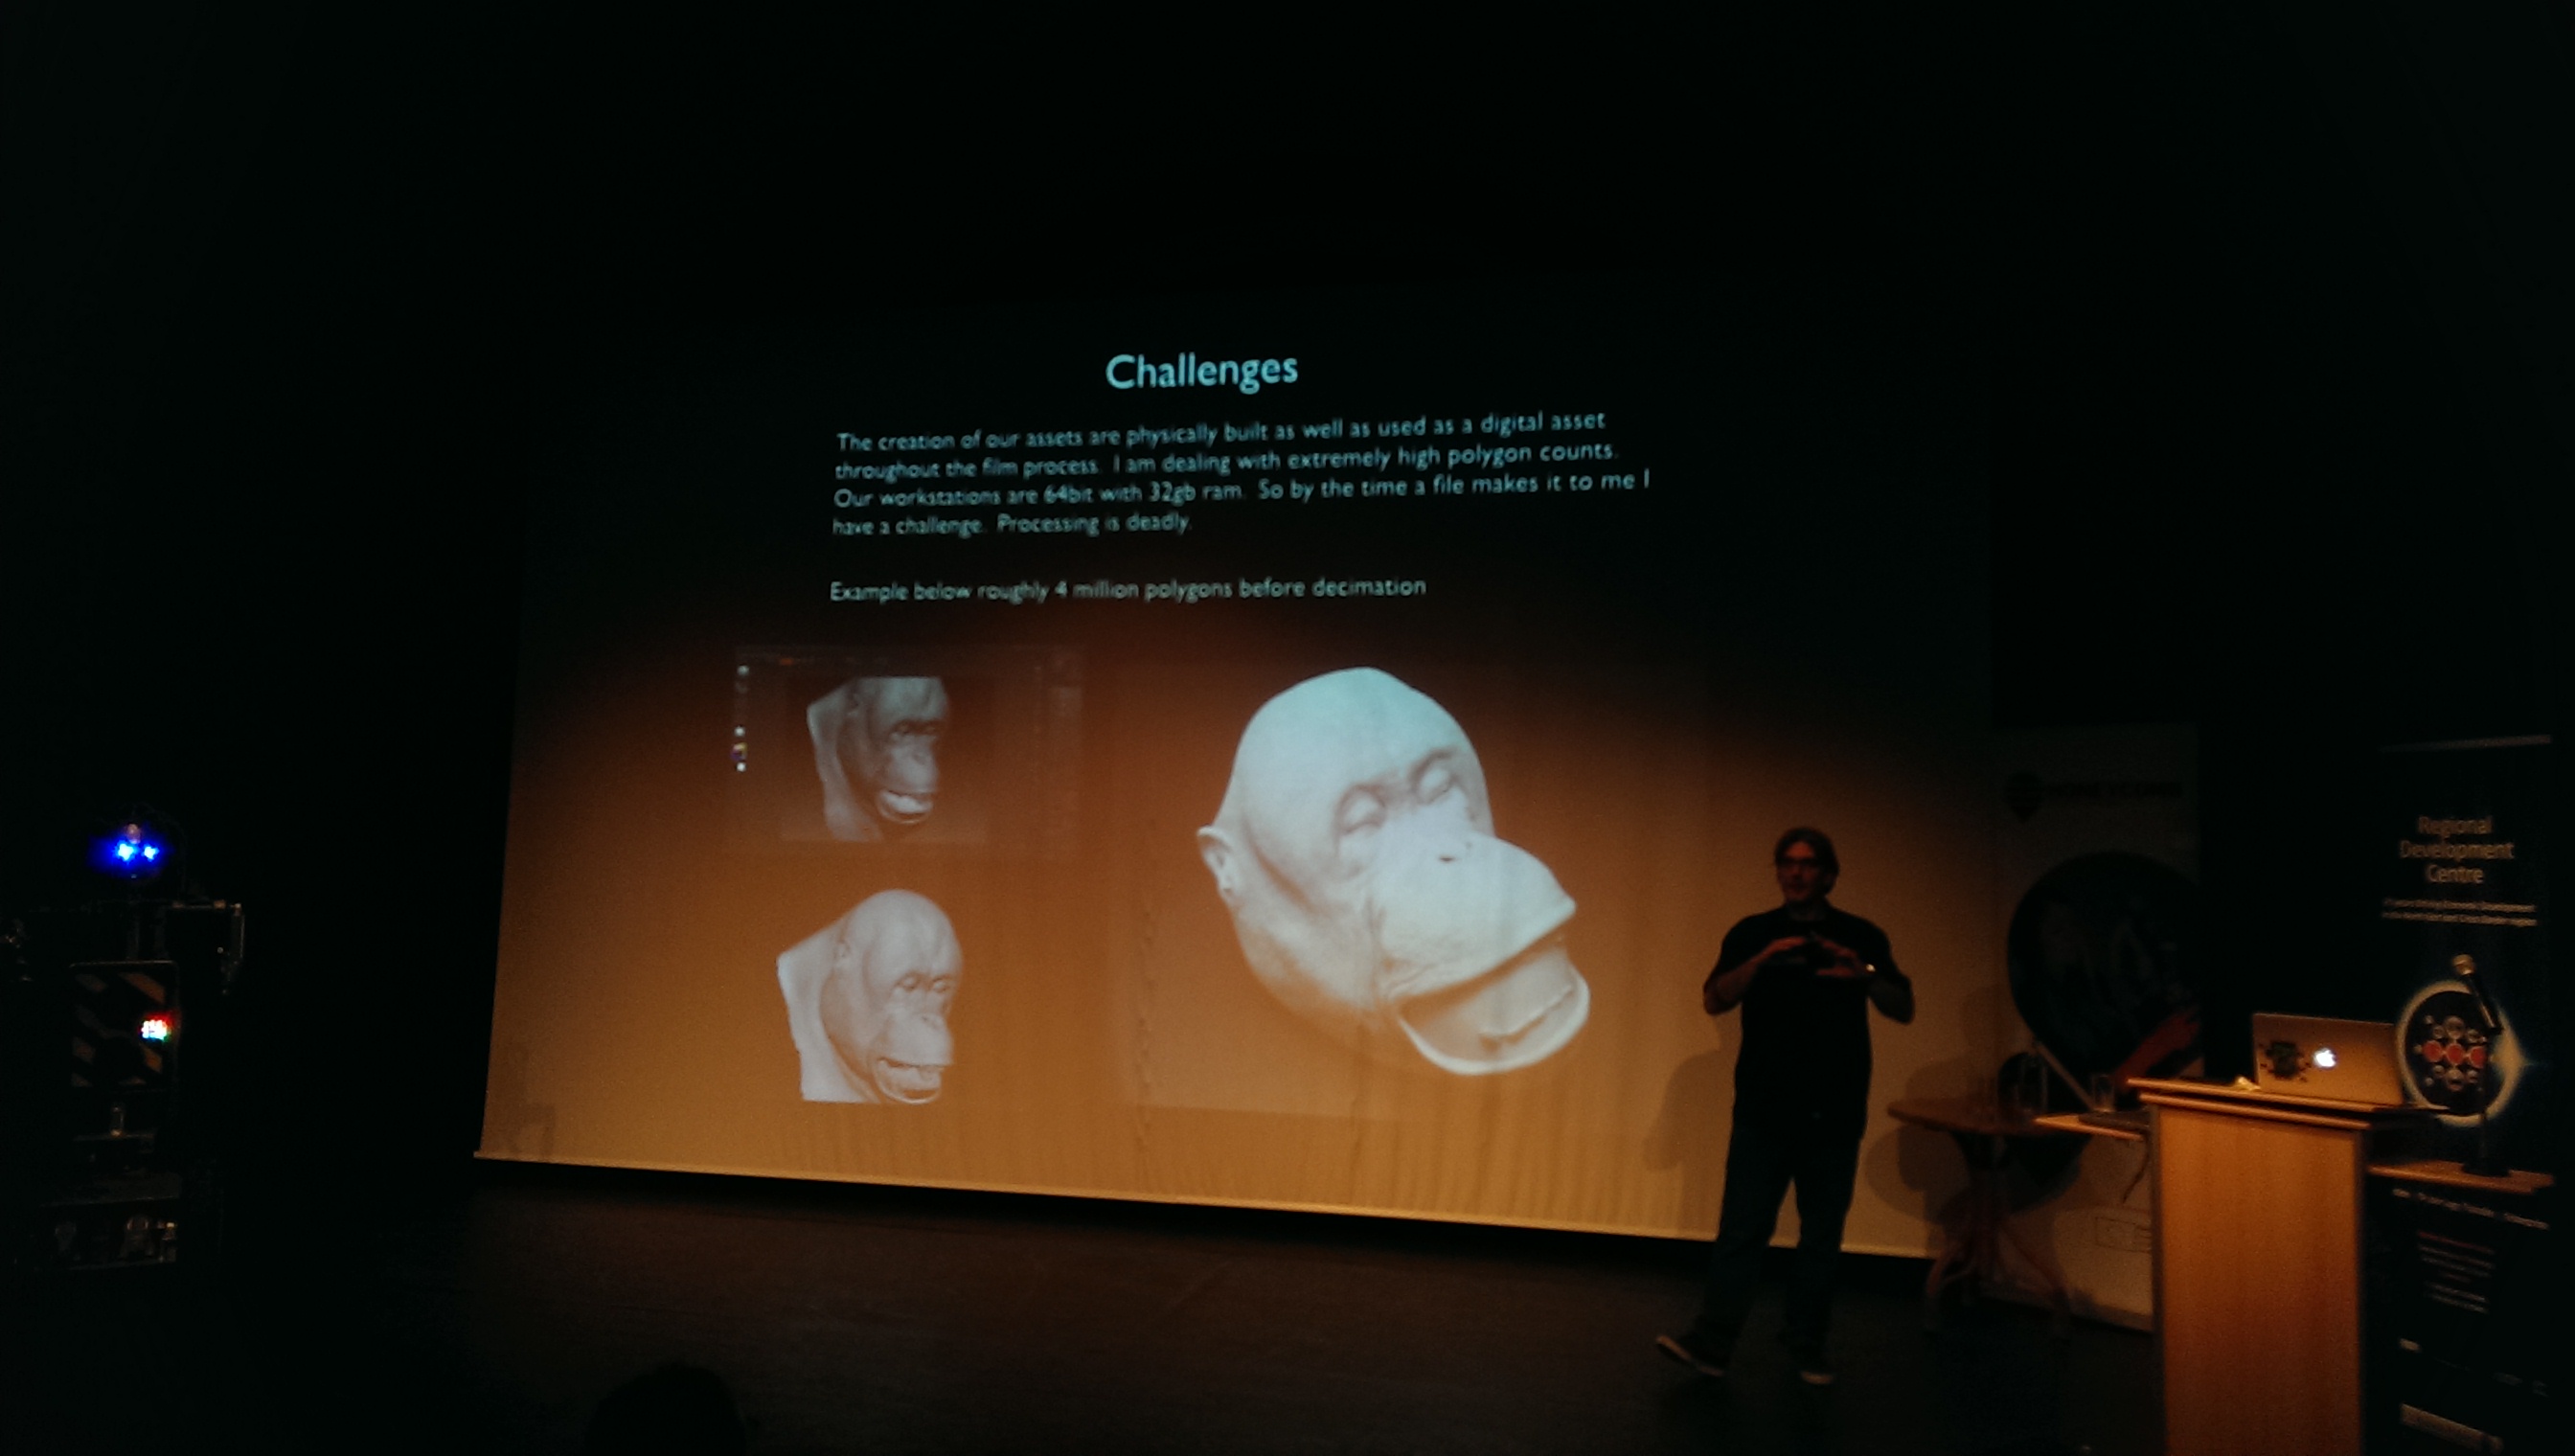 Challenges
The creation of our assets are physically built as well as used as a digital asset
throughout the film process. I am dealing with extremely high polygon counts.
Our workstations are 64bit with 32gb ram. So by the time a file makes it to me I
have a challenge. Processing is deadly.
Example below roughly 4 million polygons before decimation
Regional
Development
Centre